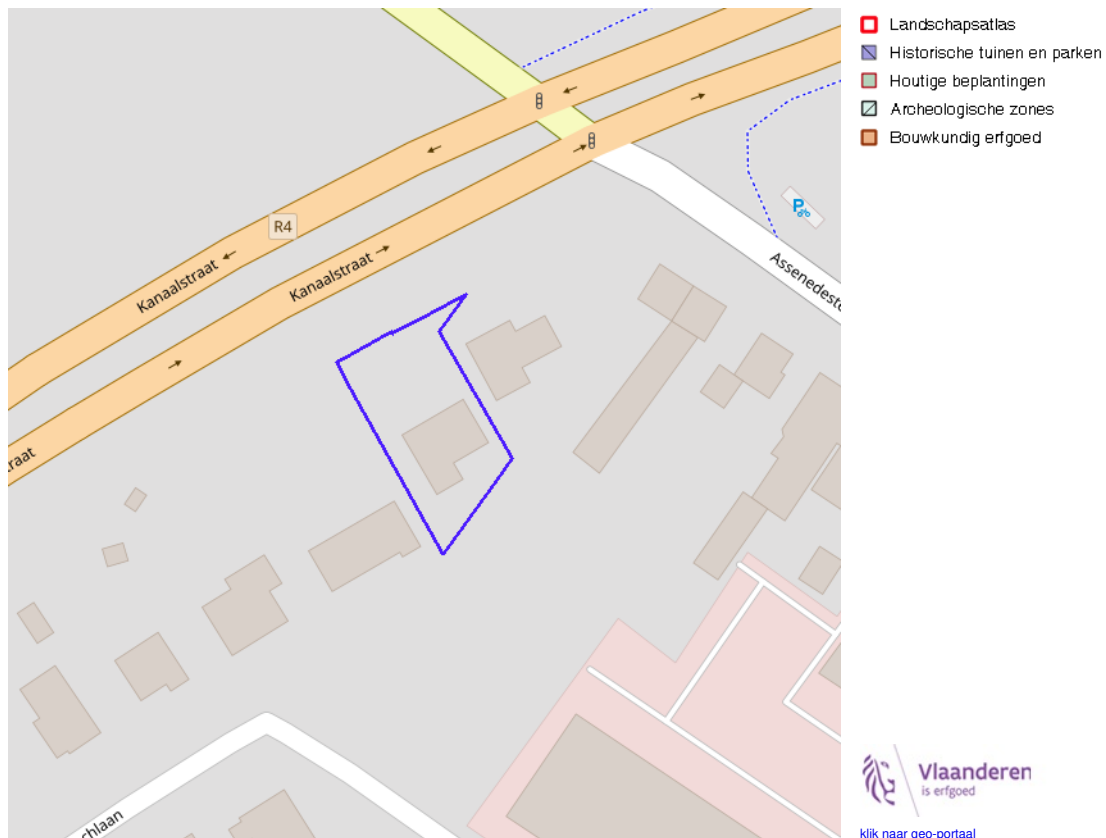 Landschapsatlas
Historische tuinen en parken
Houtige beplantingen
Archeologische zones
Bouwkundig erfgoed
R4
Kanaalstraat
Kanaalstraat
Assenedeste
raat
chlaan
P
Vlaanderen
is erfgoed
klik naar geo-portaal